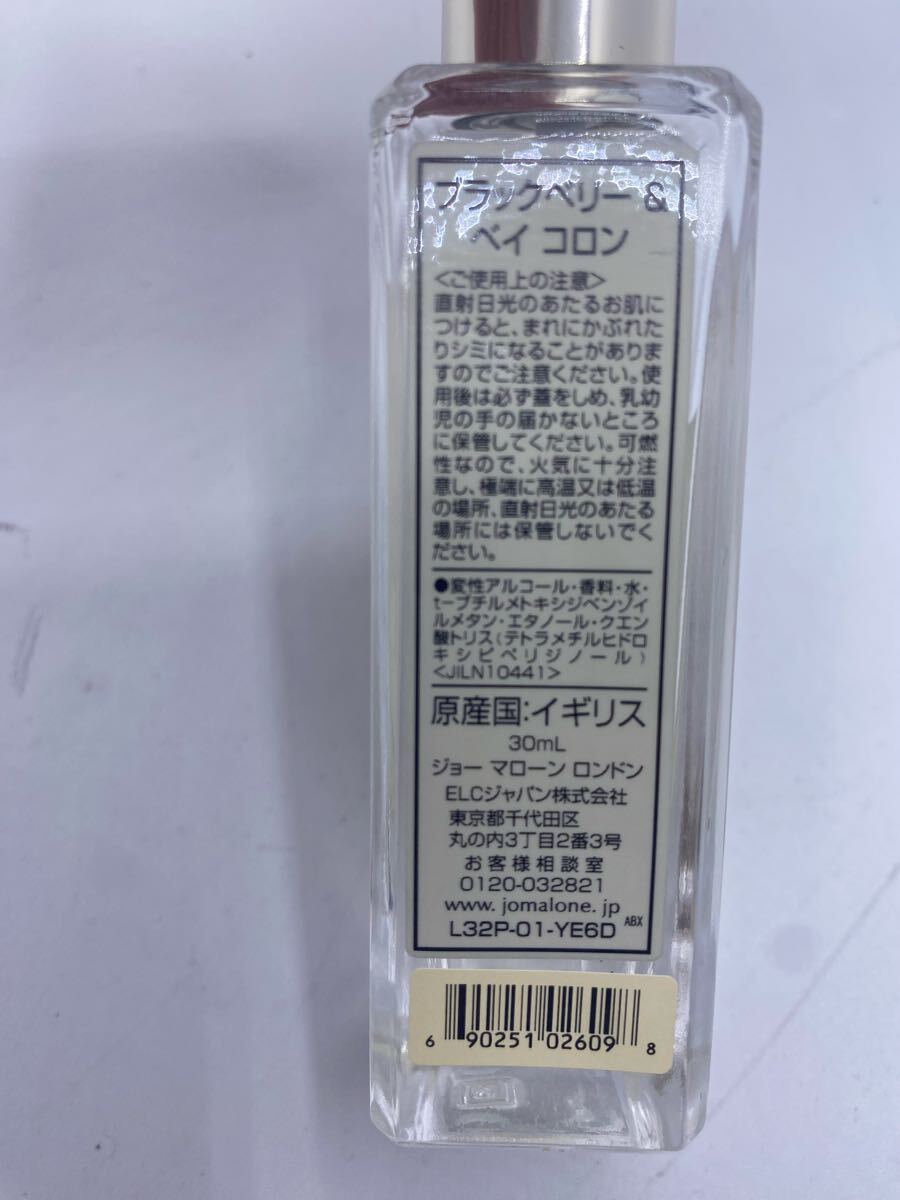 ブラックベリー &
ベイ コロン
<ご使用上の注意>
直射日光のあたるお肌に
つけると、まれにかぶれた
りシミになることがありま
すのでご注意ください。使
用後は必ず蓋をしめ、乳幼
児の手の届かないところ
に保管してください。可燃
性なので、火気に十分注
意し、極端に高温又は低温
の場所、直射日光のあたる
場所には保管しないでく
ださい。
●変性アルコール・香料・水・
t-ブチルメトキシジベンゾイ
ルメタン・エタノール・クエン
酸トリス(テトラメチルヒドロ
キシピペリジノール)
<JILN10441>
原産国:イギリス
30mL
ジョー マローン ロンドン
ELCジャパン株式会社
東京都千代田区
丸の内3丁目2番3号
お客様相談室
0120-032821
www.jomalone.jp
L32P-01-YE6D ABX
6 90251 02609 8